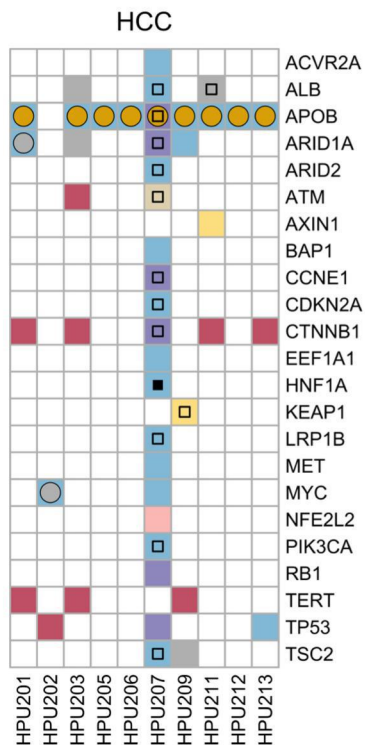 HCC
ACVR2A
ALB
APOB
ARID1A
ARID2
ATM
AXIN1
BAP1
CCNE1
CDKN2A
CTNNB1
EEF1A1
HNF1A
KEAP1
LRP1B
MET
MYC
NFE2L2
PIK3CA
RB1
TERT
TP53
TSC2
HPU201
HPU202
HPU203
HPU205
HPU206
HPU207
HPU209
HPU211
HPU212
HPU213